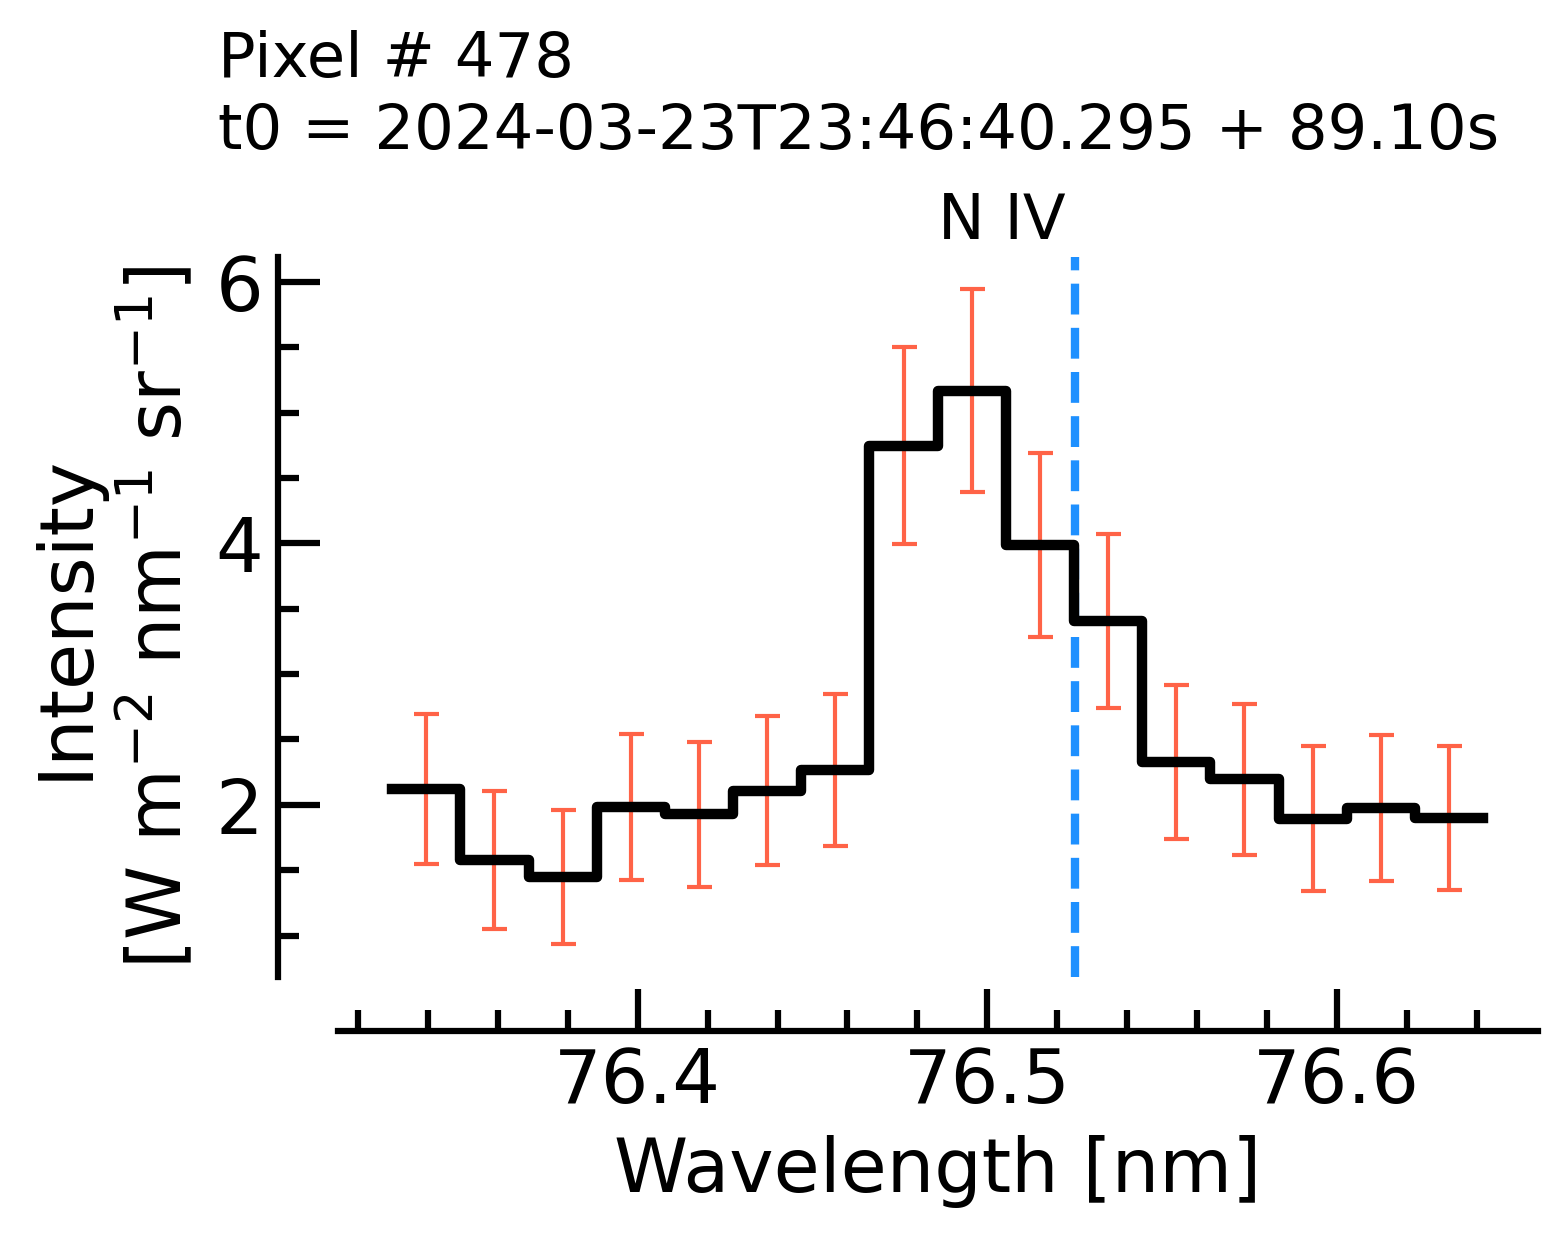 Pixel # 478
t0 = 2024-03-23T23:46:40.295 + 89.10s
N IV
Intensity
[W m⁻² nm⁻¹ sr⁻¹]
6
4
2
76.4 76.5 76.6
Wavelength [nm]